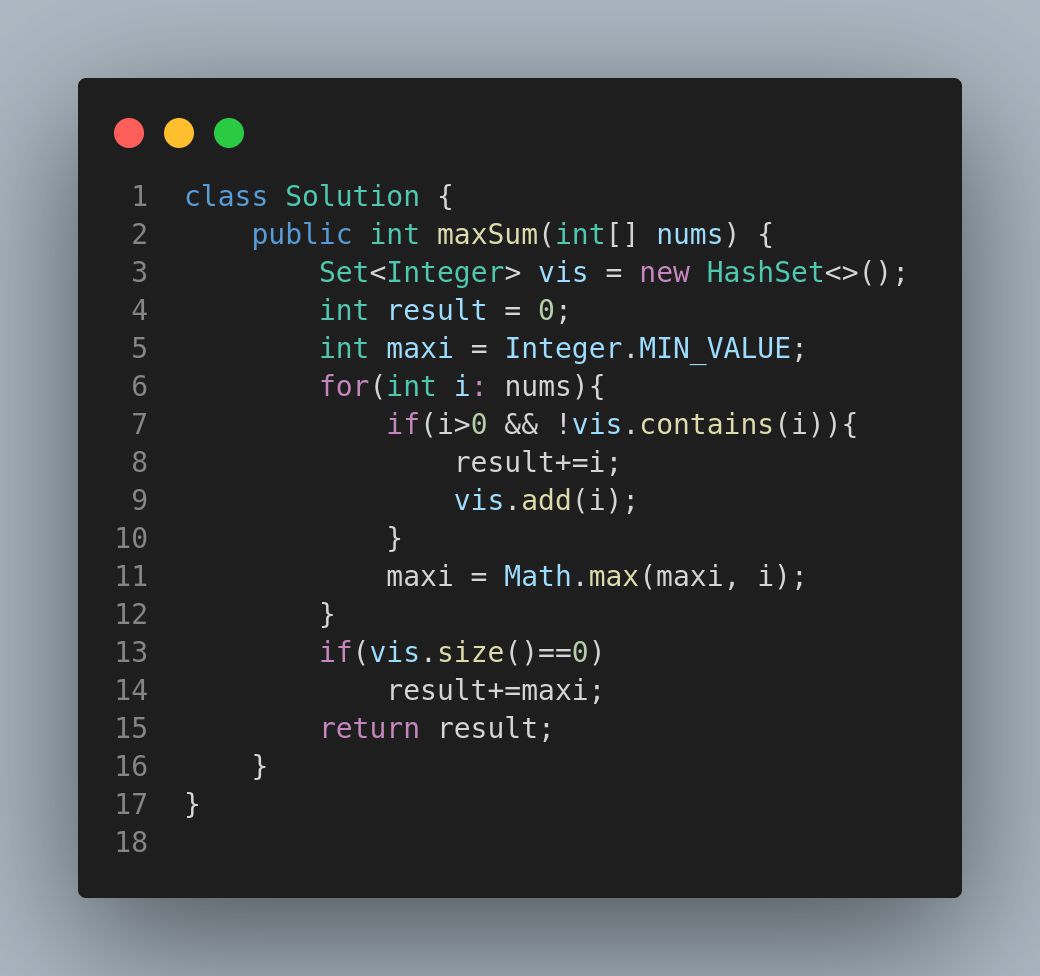 1 class Solution {
2     public int maxSum(int[] nums) {
3         Set<Integer> vis = new HashSet<>();
4         int result = 0;
5         int maxi = Integer.MIN_VALUE;
6         for(int i: nums){
7             if(i>0 && !vis.contains(i)){
8                 result+=i;
9                 vis.add(i);
10             }
11             maxi = Math.max(maxi, i);
12         }
13         if(vis.size()==0)
14             result+=maxi;
15         return result;
16     }
17 }
18